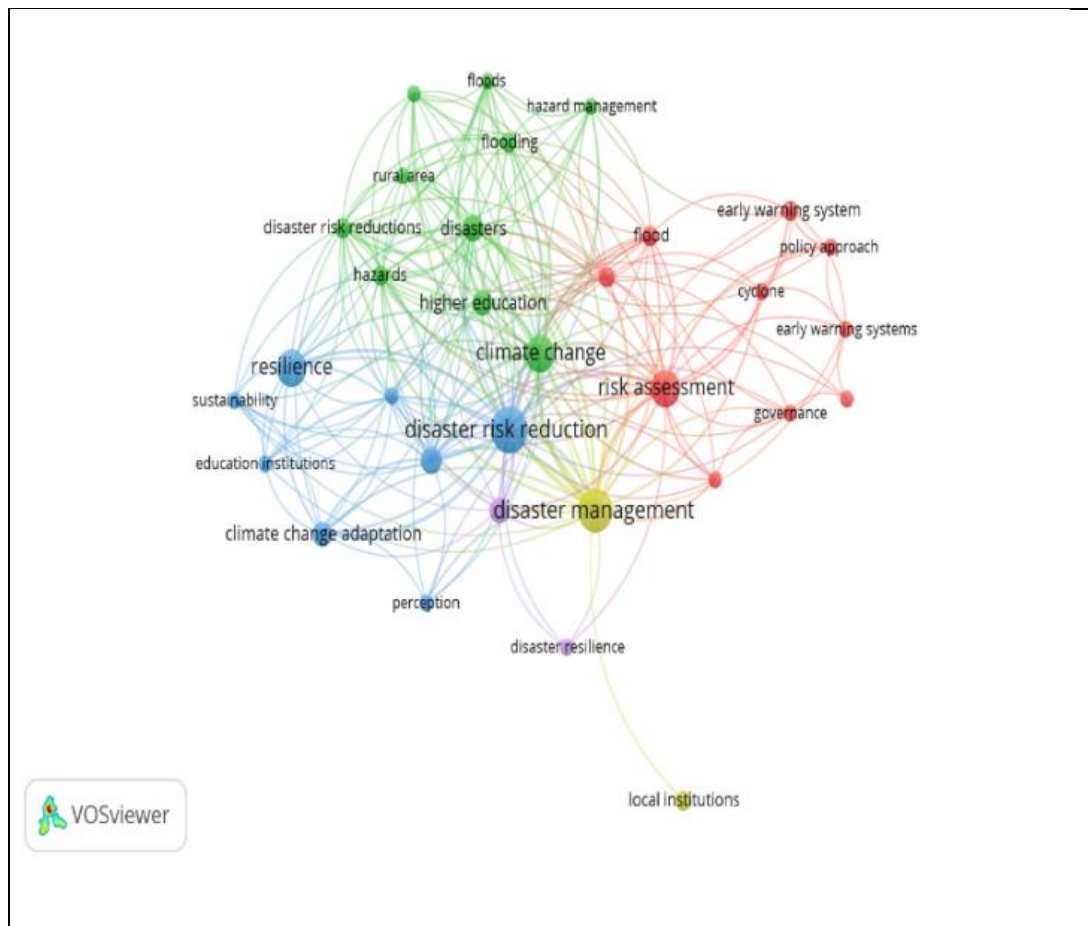 floods
hazard management
flooding
rural area
early warning system
disaster risk reductions
disasters
flood
policy approach
hazards
cyclone
higher education
early warning systems
climate change
resilience
risk assessment
sustainability
governance
disaster risk reduction
education institutions
disaster management
climate change adaptation
perception
disaster resilience
local institutions
VOSviewer